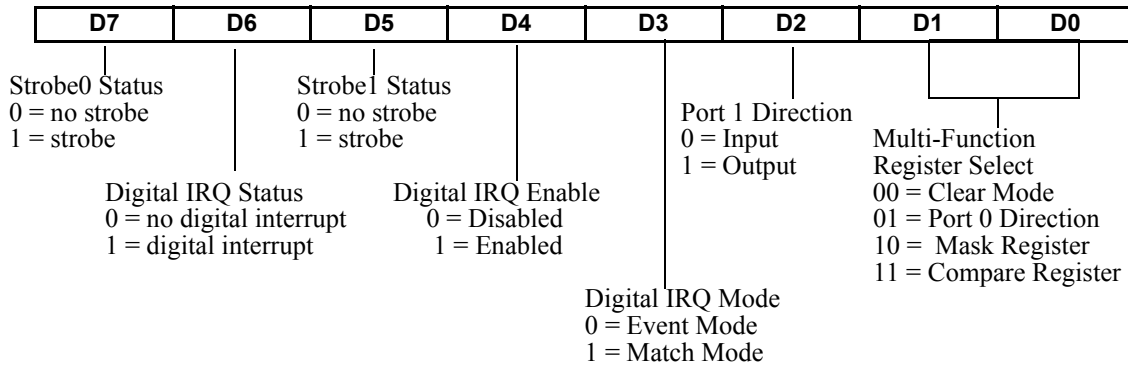 D7 D6 D5 D4 D3 D2 D1 D0
Strobe0 Status
0 = no strobe
1 = strobe
Strobe1 Status
0 = no strobe
1 = strobe
Port 1 Direction
0 = Input
1 = Output
Multi-Function
Register Select
00 = Clear Mode
01 = Port 0 Direction
10 = Mask Register
11 = Compare Register
Digital IRQ Status
0 = no digital interrupt
1 = digital interrupt
Digital IRQ Enable
0 = Disabled
1 = Enabled
Digital IRQ Mode
0 = Event Mode
1 = Match Mode